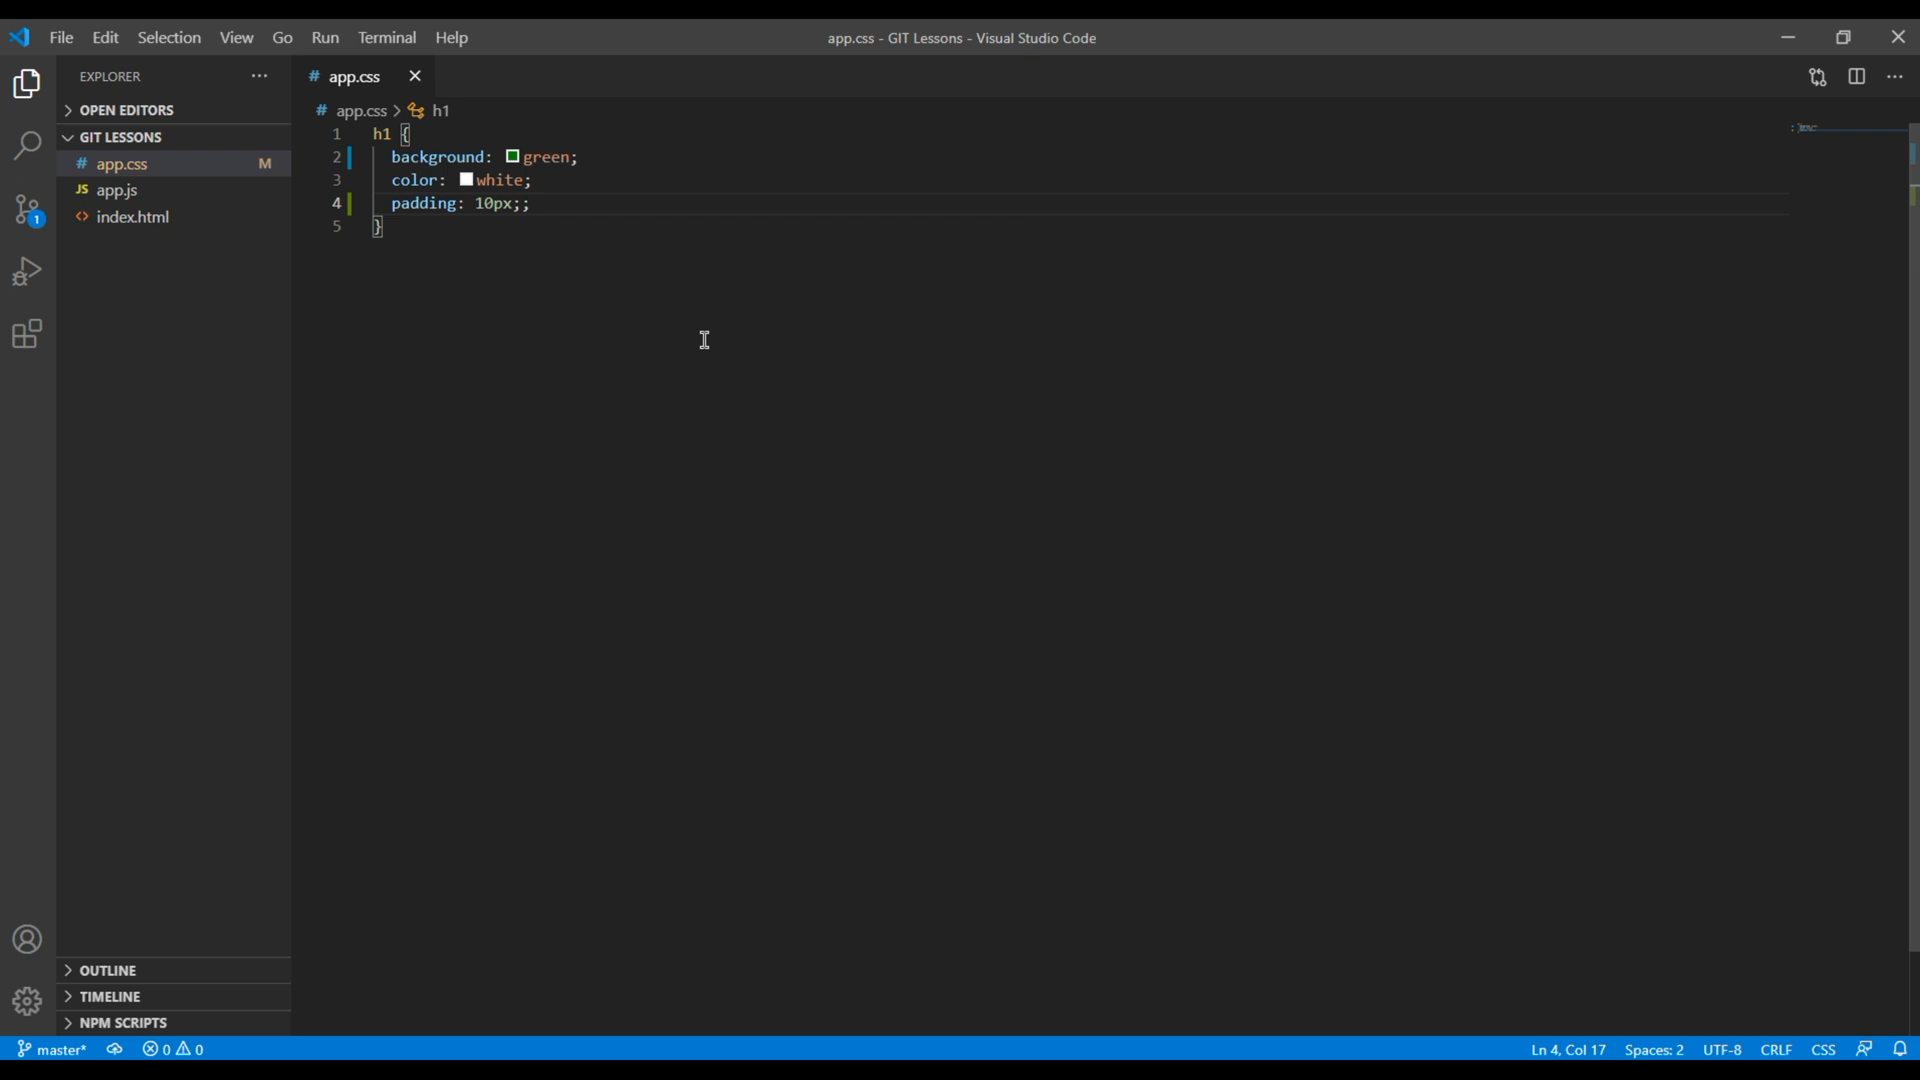 File Edit Selection View Go Run Terminal Help
app.css - GIT Lessons - Visual Studio Code
EXPLORER
OPEN EDITORS
GIT LESSONS
# app.css M
JS app.js
<> index.html
1
# app.css
# app.css > h1
1 h1 {
2 background: green;
3 color: white;
4 padding: 10px;;
5 }
OUTLINE
TIMELINE
NPM SCRIPTS
master* 0 0
Ln 4, Col 17 Spaces: 2 UTF-8 CRLF CSS